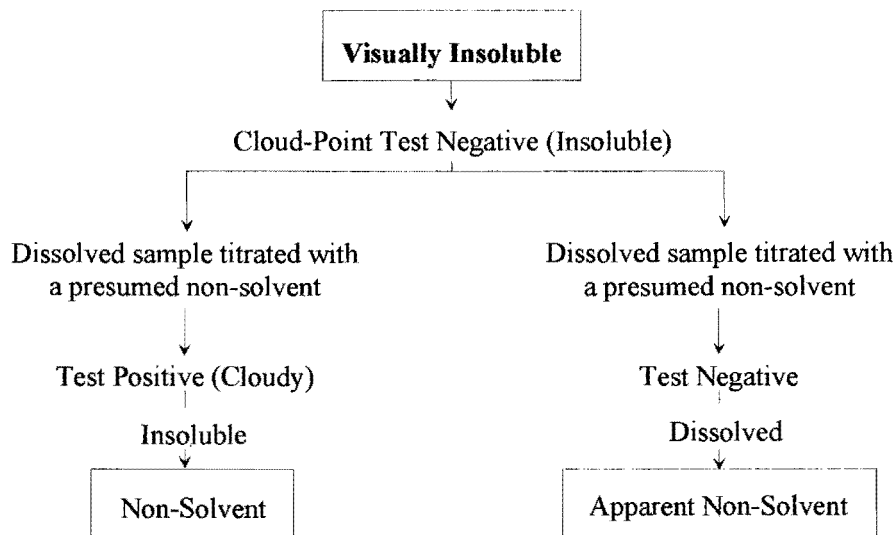 Visually Insoluble
Cloud-Point Test Negative (Insoluble)
Dissolved sample titrated with
a presumed non-solvent
Dissolved sample titrated with
a presumed non-solvent
Test Positive (Cloudy)
Test Negative
Insoluble
Dissolved
Non-Solvent
Apparent Non-Solvent